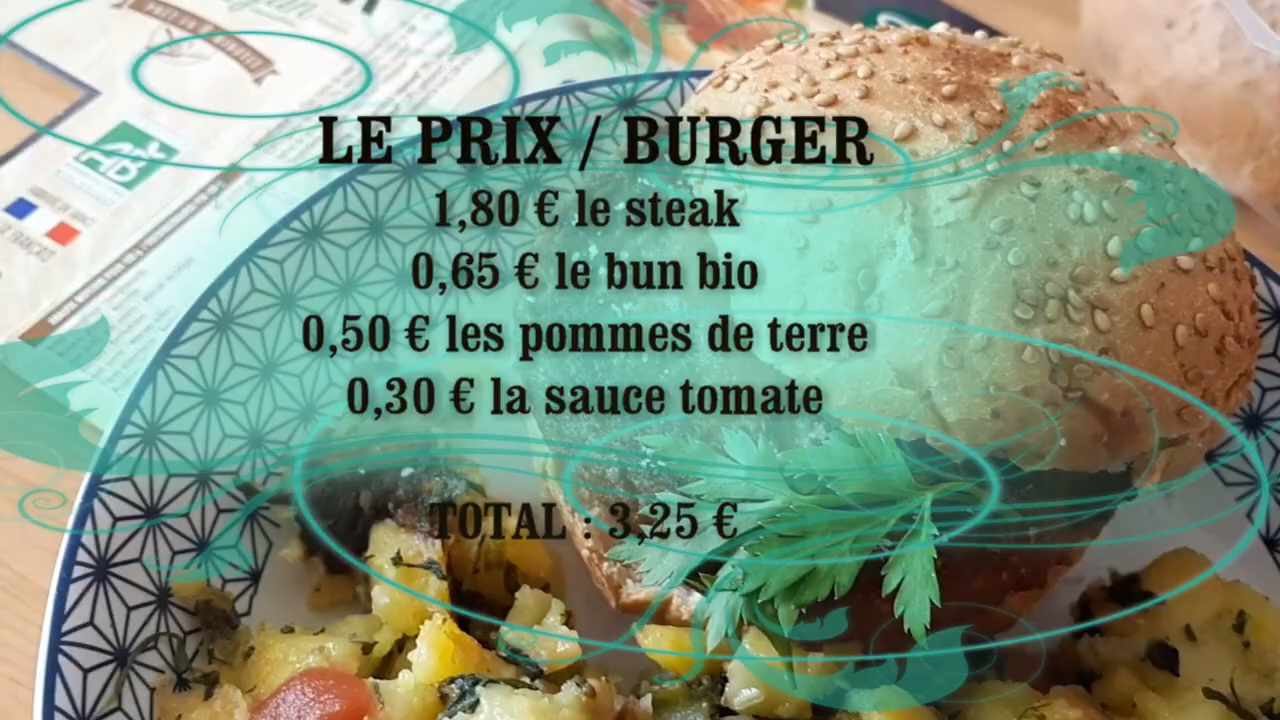 LE PRIX / BURGER
1,80 € le steak
0,65 € le bun bio
0,50 € les pommes de terre
0,30 € la sauce tomate
TOTAL : 3,25 €
AB